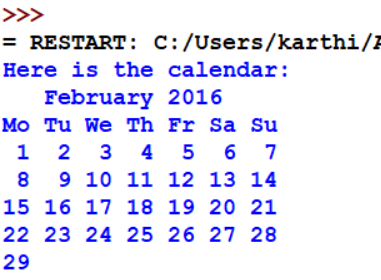 >>>
= RESTART: C:/Users/karthi/
Here is the calendar:
   February 2016
Mo Tu We Th Fr Sa Su
 1  2  3  4  5  6  7
 8  9 10 11 12 13 14
15 16 17 18 19 20 21
22 23 24 25 26 27 28
29